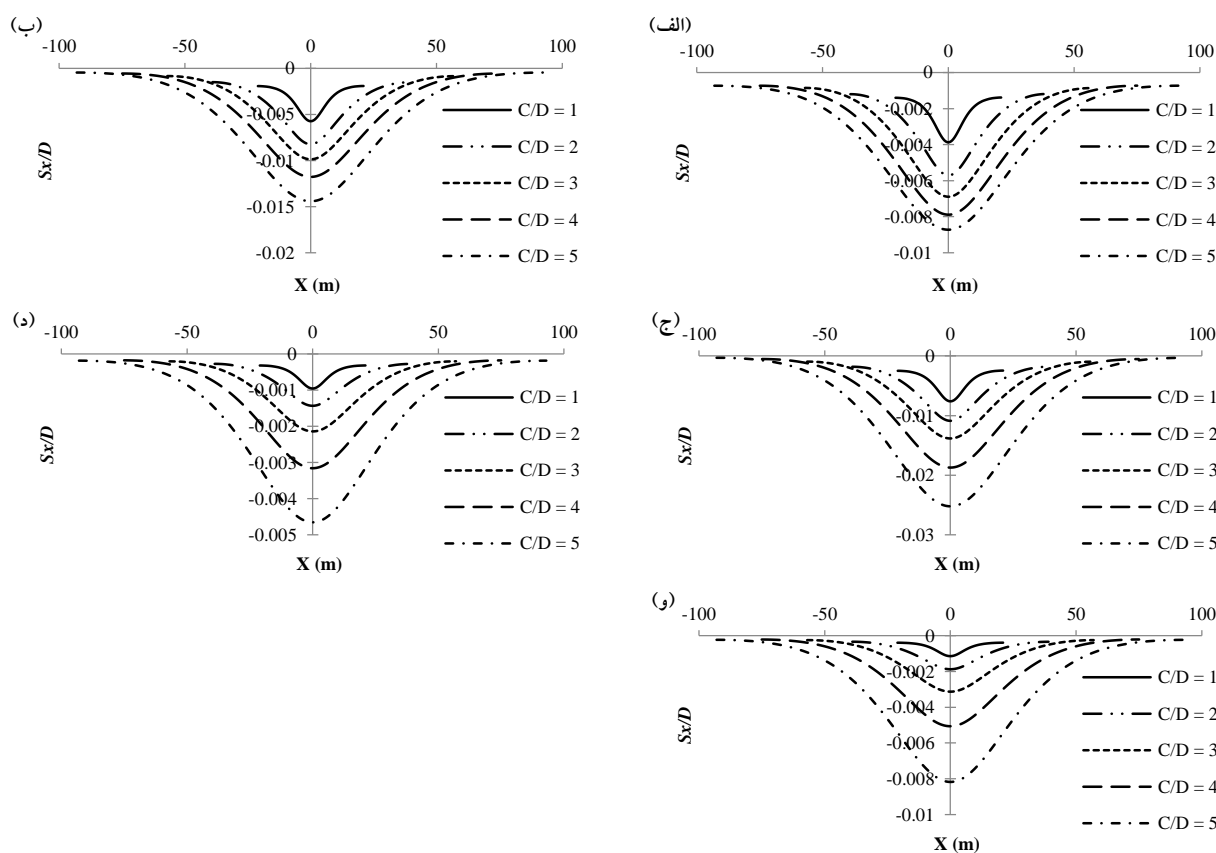 (الف)
-100 -50 0 50 100
0
-0.002
-0.004
-0.006
-0.008
-0.01
Sx/D
X (m)
C/D = 1
C/D = 2
C/D = 3
C/D = 4
C/D = 5
(ب)
-100 -50 0 50 100
0
-0.005
-0.01
-0.015
-0.02
Sx/D
X (m)
C/D = 1
C/D = 2
C/D = 3
C/D = 4
C/D = 5
(ج)
-100 -50 0 50 100
0
-0.01
-0.02
-0.03
Sx/D
X (m)
C/D = 1
C/D = 2
C/D = 3
C/D = 4
C/D = 5
(د)
-100 -50 0 50 100
0
-0.001
-0.002
-0.003
-0.004
-0.005
Sx/D
X (m)
C/D = 1
C/D = 2
C/D = 3
C/D = 4
C/D = 5
(و)
-100 -50 0 50 100
0
-0.002
-0.004
-0.006
-0.008
-0.01
Sx/D
X (m)
C/D = 1
C/D = 2
C/D = 3
C/D = 4
C/D = 5